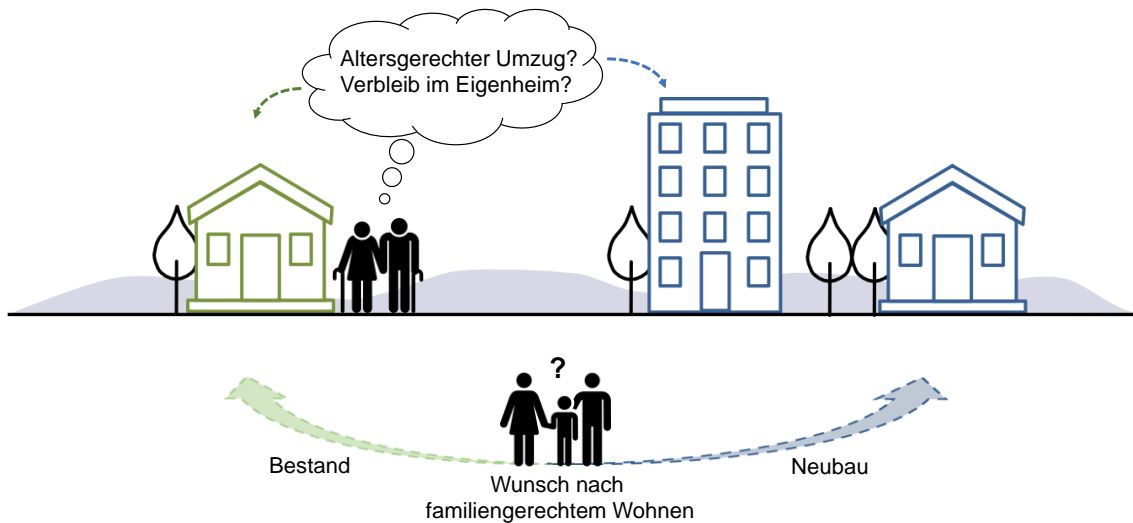 Altersgerechter Umzug?
Verbleib im Eigenheim?
?
Bestand
Neubau
Wunsch nach
familiengerechtem Wohnen